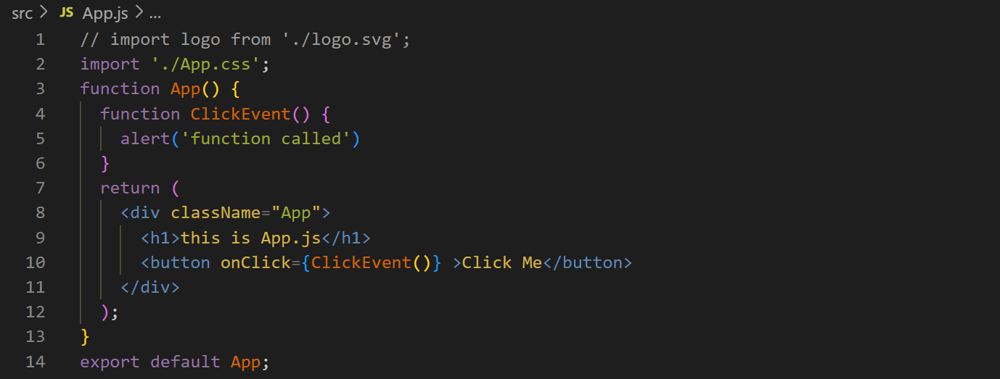 src > JS App.js > ...
1 // import logo from './logo.svg';
2 import './App.css';
3 function App() {
4   function ClickEvent() {
5     alert('function called')
6   }
7   return (
8     <div className="App">
9       <h1>this is App.js</h1>
10       <button onClick={ClickEvent()} >Click Me</button>
11     </div>
12   );
13 }
14 export default App;